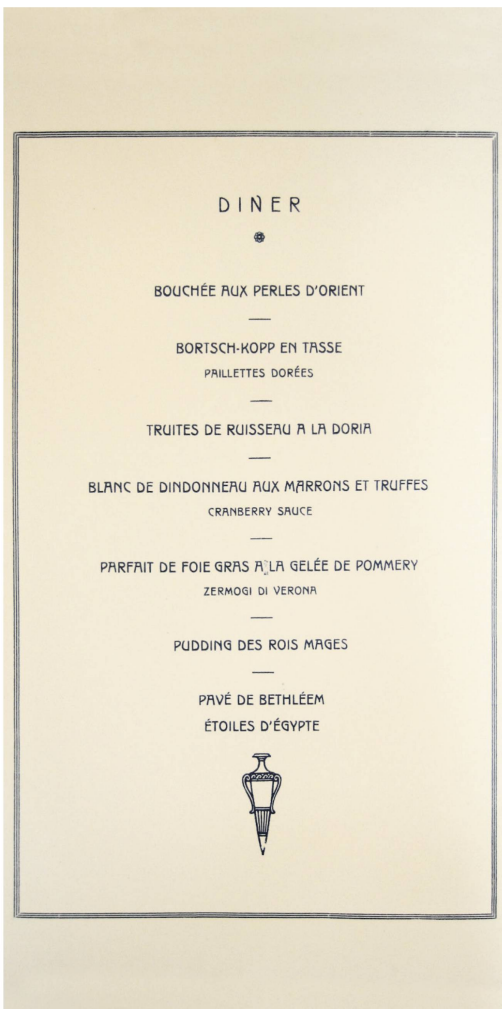 DINER
BOUCHÉE AUX PERLES D'ORIENT
BORTSCH-KOPP EN TASSE
PAILLETTES DORÉES
TRUITES DE RUISSEAU A LA DORIA
BLANC DE DINDONNEAU AUX MARRONS ET TRUFFES
CRANBERRY SAUCE
PARFAIT DE FOIE GRAS A LA GELÉE DE POMMERY
ZERMOGI DI VERONA
PUDDING DES ROIS MAGES
PAVÉ DE BETHLÉEM
ÉTOILES D'ÉGYPTE